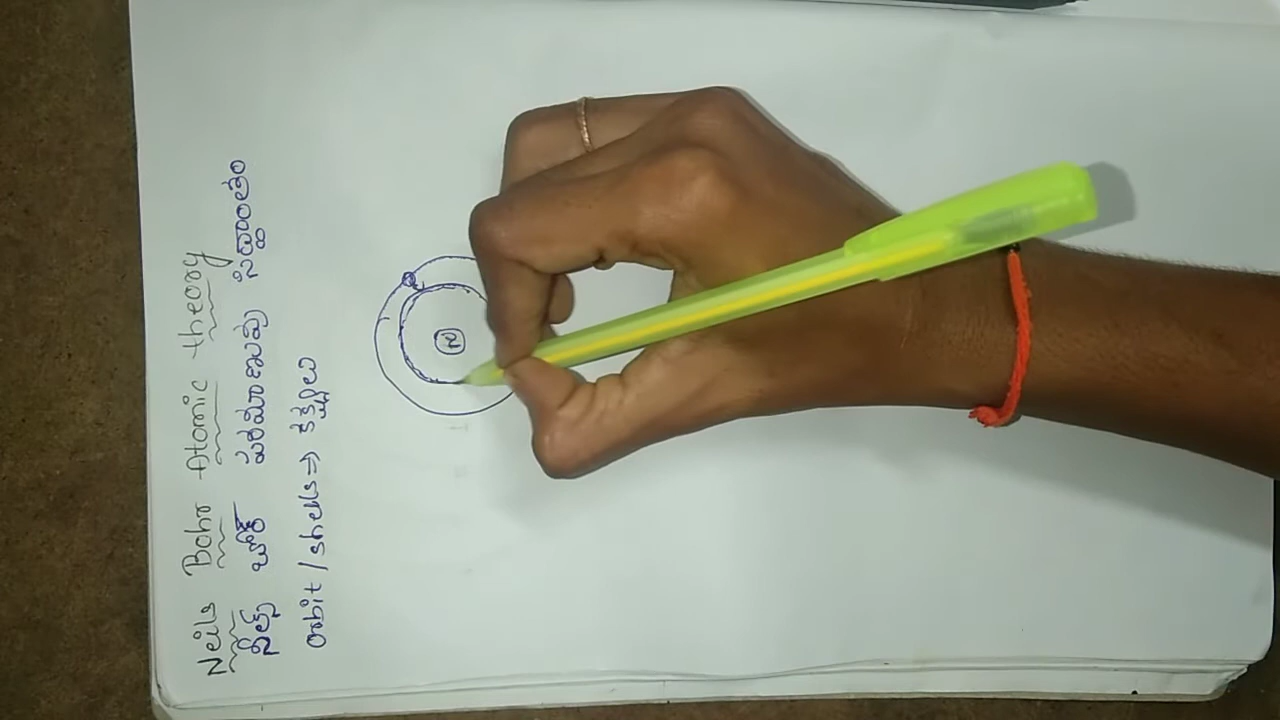 Neils Bohr Atomic theory
నీల్స్ బోర్ పరమాణువు సిద్ధాంతం
orbit / shells ⇒ కక్ష్యలు
N